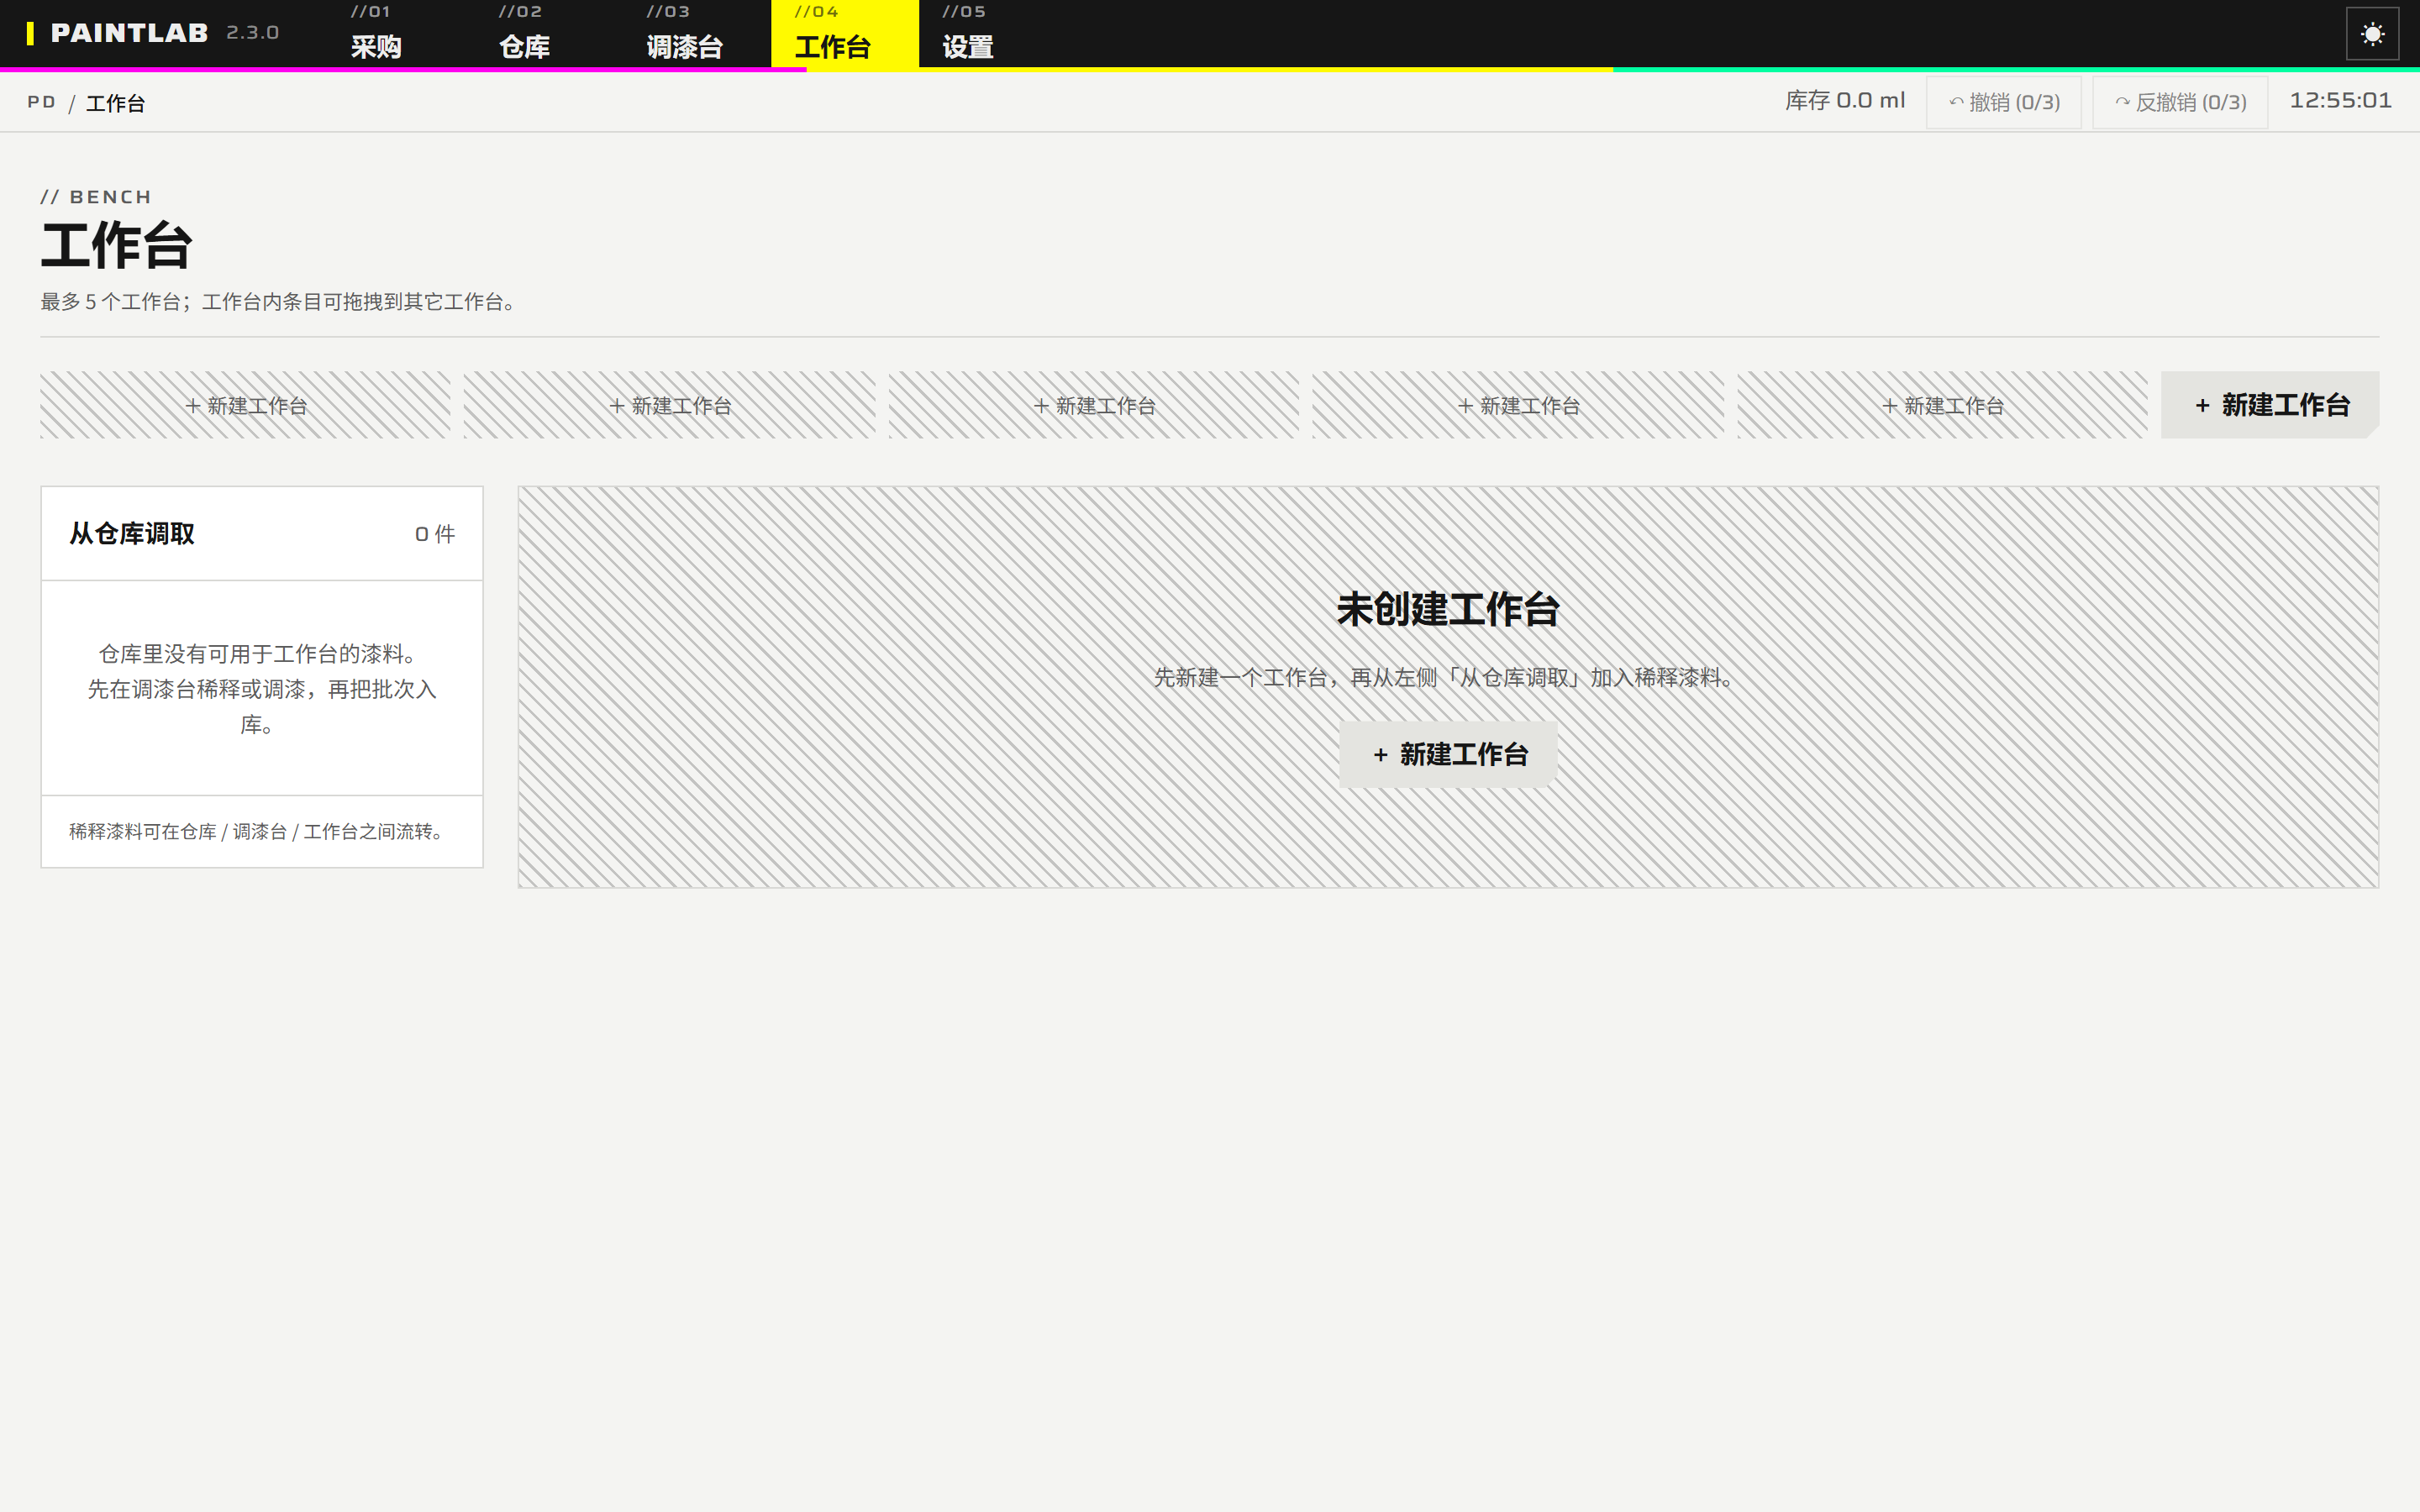 PAINTLAB 2.3.0
//01
采购
//02
仓库
//03
调漆台
//04
工作台
//05
设置
PD / 工作台
库存 0.0 ml
↶ 撤销 (0/3)
↷ 反撤销 (0/3)
12:55:01
// BENCH
工作台
最多 5 个工作台；工作台内条目可拖拽到其它工作台。
＋ 新建工作台
＋ 新建工作台
＋ 新建工作台
＋ 新建工作台
＋ 新建工作台
+ 新建工作台
从仓库调取
0 件
仓库里没有可用于工作台的漆料。
先在调漆台稀释或调漆，再把批次入
库。
稀释漆料可在仓库 / 调漆台 / 工作台之间流转。
未创建工作台
先新建一个工作台，再从左侧「从仓库调取」加入稀释漆料。
+ 新建工作台